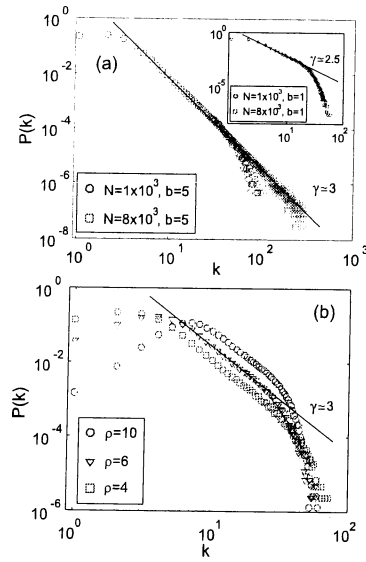 (a)
P(k)
10^0
10^-2
10^-4
10^-6
10^-8
10^0 10^1 10^2 10^3
k
γ≃3
○ N=1x10^3, b=5
□ N=8x10^3, b=5
γ≃2.5
10^-5
10^1 10^2
○ N=1x10^3, b=1
□ N=8x10^3, b=1
(b)
P(k)
10^0
10^-2
10^-4
10^-6
10^0 10^1 10^2
k
γ≃3
○ ρ=10
▽ ρ=6
□ ρ=4